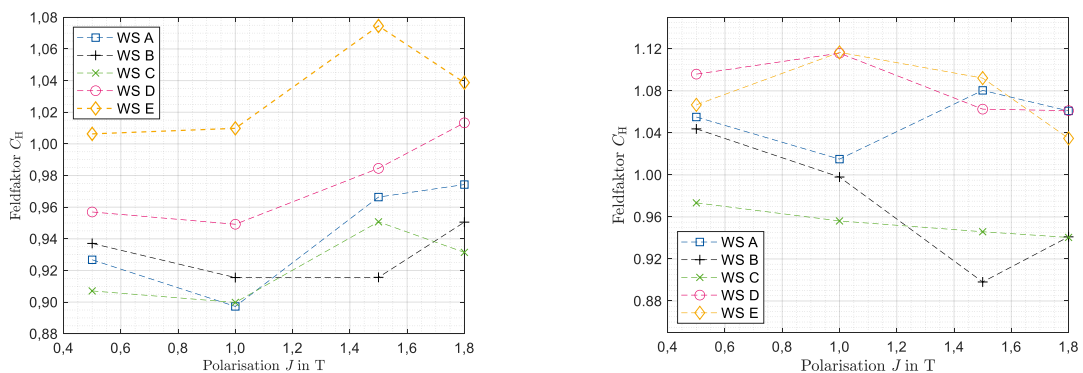 1,08
1,06
1,04
1,02
1,00
0,98
0,96
0,94
0,92
0,90
0,88
Feldfaktor C_H
WS A
WS B
WS C
WS D
WS E
0,4 0,6 0,8 1,0 1,2 1,4 1,6 1,8
Polarisation J in T
1.12
1.08
1.04
1.00
0.96
0.92
0.88
Feldfaktor C_H
WS A
WS B
WS C
WS D
WS E
0,4 0,6 0,8 1,0 1,2 1,4 1,6 1,8
Polarisation J in T